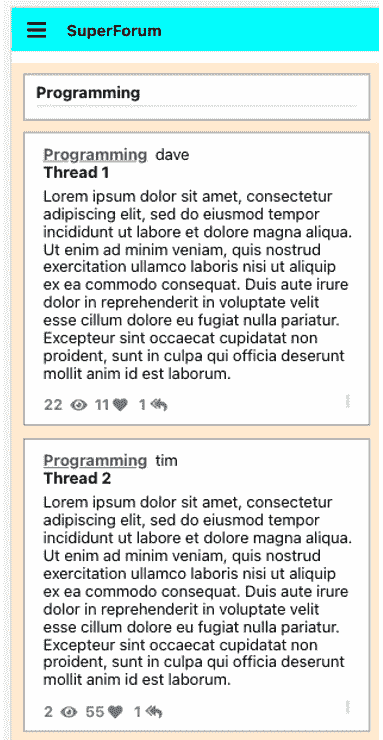 SuperForum
Programming
Programming dave
Thread 1
Lorem ipsum dolor sit amet, consectetur
adipiscing elit, sed do eiusmod tempor
incididunt ut labore et dolore magna aliqua.
Ut enim ad minim veniam, quis nostrud
exercitation ullamco laboris nisi ut aliquip
ex ea commodo consequat. Duis aute irure
dolor in reprehenderit in voluptate velit
esse cillum dolore eu fugiat nulla pariatur.
Excepteur sint occaecat cupidatat non
proident, sunt in culpa qui officia deserunt
mollit anim id est laborum.
22 11 1
Programming tim
Thread 2
Lorem ipsum dolor sit amet, consectetur
adipiscing elit, sed do eiusmod tempor
incididunt ut labore et dolore magna aliqua.
Ut enim ad minim veniam, quis nostrud
exercitation ullamco laboris nisi ut aliquip
ex ea commodo consequat. Duis aute irure
dolor in reprehenderit in voluptate velit
esse cillum dolore eu fugiat nulla pariatur.
Excepteur sint occaecat cupidatat non
proident, sunt in culpa qui officia deserunt
mollit anim id est laborum.
2 55 1